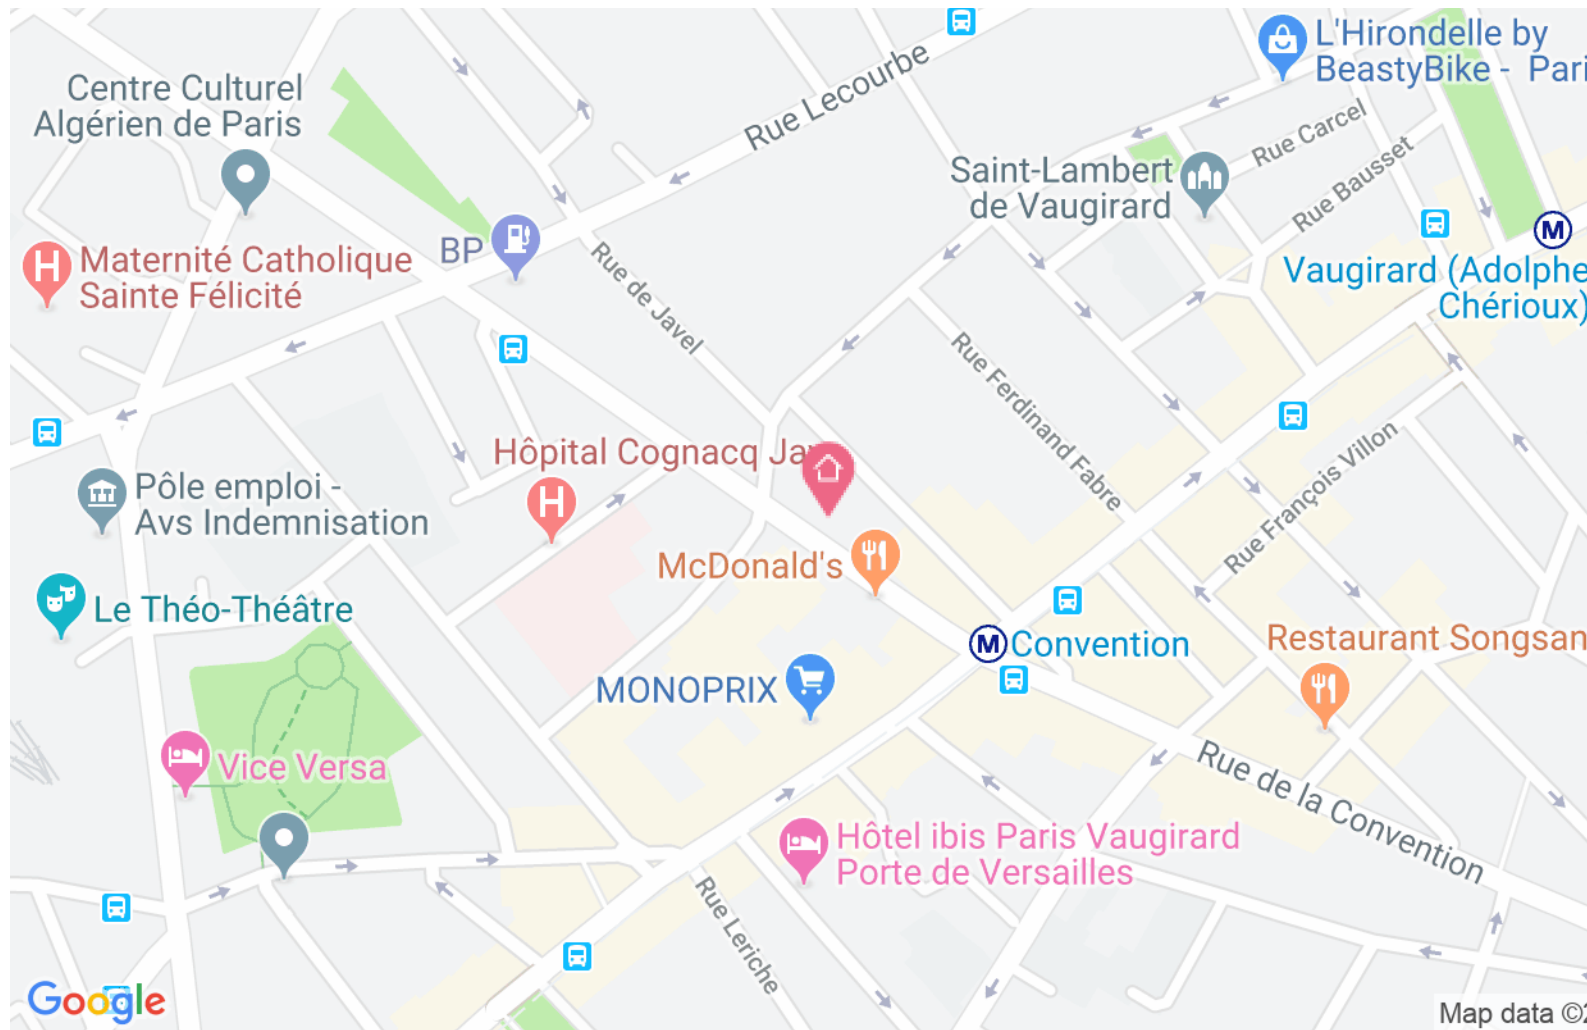 L'Hirondelle by
BeastyBike - Pari
Rue Lecourbe
Centre Culturel
Algérien de Paris
Rue Carcel
Rue Bausset
Saint-Lambert
de Vaugirard
M
BP
H
Maternité Catholique
Sainte Félicité
Vaugirard (Adolphe
Chérioux)
Rue de Javel
Rue Ferdinand Fabre
Hôpital Cognacq Ja
H
Rue François Villon
Pôle emploi -
Avs Indemnisation
McDonald's
Le Théo-Théâtre
M
Convention
Restaurant Songsan
MONOPRIX
Vice Versa
Rue de la Convention
Hôtel ibis Paris Vaugirard
Porte de Versailles
Rue Leriche
Google
Map data ©2